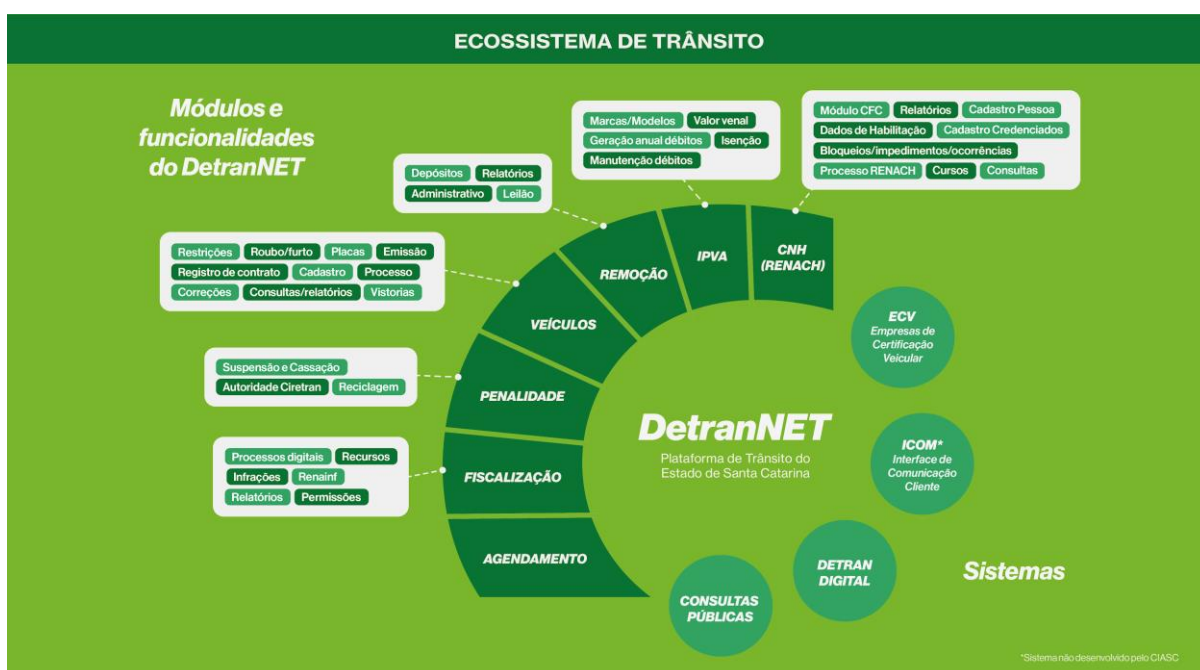 ECOSSISTEMA DE TRÂNSITO
Módulos e
funcionalidades
do DetranNET
Módulo CFC Relatórios Cadastro Pessoa
Dados de Habilitação Cadastro Credenciados
Bloqueios/impedimentos/ocorrências
Processo RENACH Cursos Consultas
Marcas/Modelos Valor venal
Geração anual débitos Isenção
Manutenção débitos
Depósitos Relatórios
Administrativo Leilão
Restrições Roubo/furto Placas Emissão
Registro de contrato Cadastro Processo
Correções Consultas/relatórios Vistorias
Suspensão e Cassação
Autoridade Ciretran Reciclagem
Processos digitais Recursos
Infrações Renainf
Relatórios Permissões
CNH
(RENACH)
IPVA
REMOÇÃO
VEÍCULOS
PENALIDADE
FISCALIZAÇÃO
AGENDAMENTO
DetranNET
Plataforma de Trânsito do
Estado de Santa Catarina
ECV
Empresas de
Certificação
Veicular
ICOM*
Interface de
Comunicação
Cliente
DETRAN
DIGITAL
CONSULTAS
PÚBLICAS
Sistemas
*Sistema não desenvolvido pelo CIASC